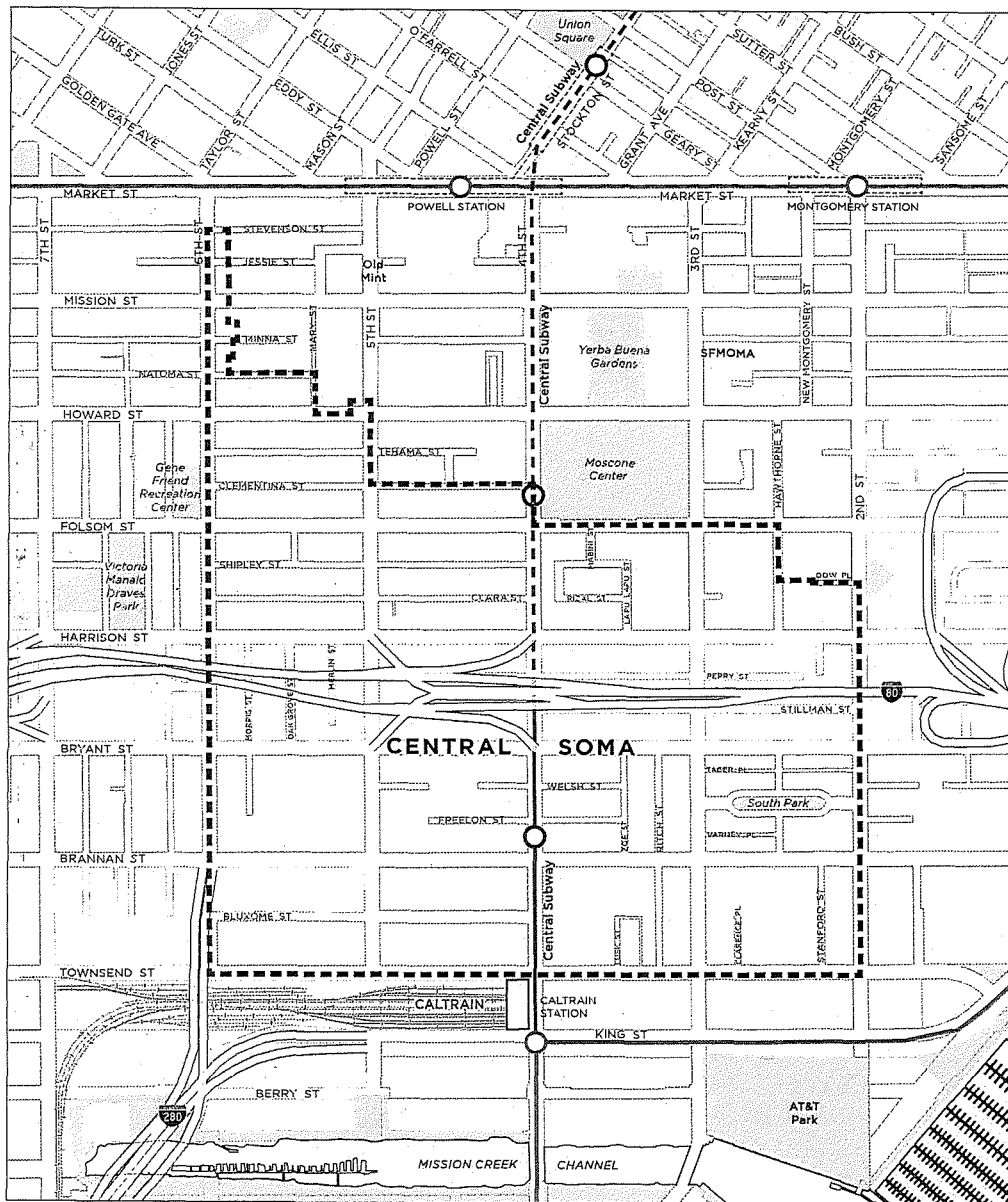 Union
Square
TURK ST
JONES ST
ELLIS ST
O'FARRELL ST
SUTTER ST
BUSH ST
GOLDEN GATE AVE
EDDY ST
Central Subway
STOCKTON ST
POST ST
TAYLOR ST
MASON ST
POWELL ST
GRANT AVE
GEARY ST
KEARNY ST
MONTGOMERY ST
SANSOME ST
MARKET ST
MARKET ST
POWELL STATION
MONTGOMERY STATION
7TH ST
6TH ST
STEVENSON ST
4TH ST
3RD ST
JESSIE ST
Old
Mint
MISSION ST
MARY ST
5TH ST
NEW MONTGOMERY ST
MINNA ST
Central Subway
Yerba Buena
Gardens
SFMOMA
NATOMA ST
HOWARD ST
TEHAMA ST
HAWTHORNE ST
Moscone
Center
Gene
Friend
Recreation
Center
CLEMENTINA ST
2ND ST
FOLSOM ST
MABINI ST
SHIPLEY ST
DOW PL
Victoria
Manalo
Draves
Park
CLARA ST
RIZAL ST
LAPU LAPU ST
HARRISON ST
MERLIN ST
PERRY ST
80
MORRIS ST
OAK GROVE ST
STILLMAN ST
BRYANT ST
CENTRAL SOMA
TABER PL
WELSH ST
South Park
FREELON ST
ZOE ST
RITCH ST
VARNEY PL
BRANNAN ST
Central Subway
BLUXOME ST
LUSK ST
CLARENCE PL
STANFORD ST
TOWNSEND ST
CALTRAIN
CALTRAIN
STATION
KING ST
BERRY ST
280
AT&T
Park
MISSION CREEK CHANNEL